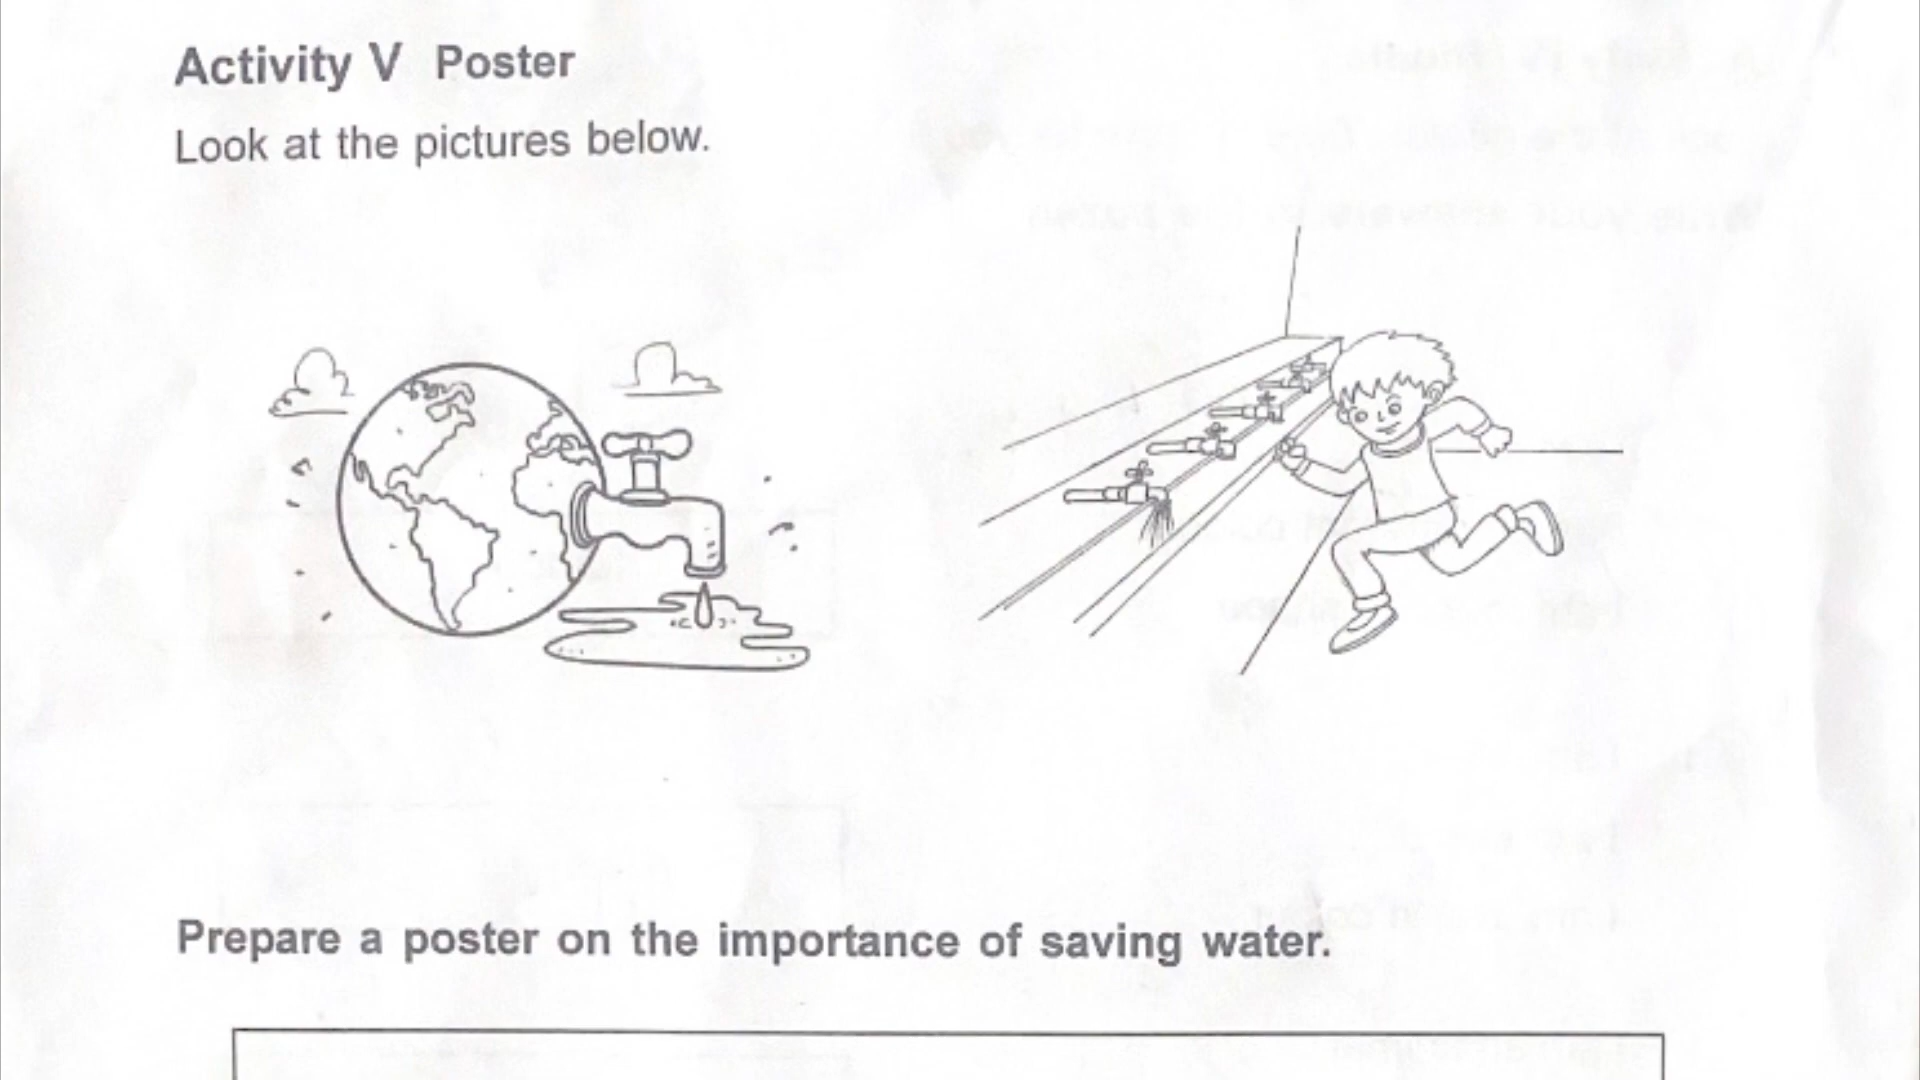 Activity V Poster
Look at the pictures below.
Prepare a poster on the importance of saving water.